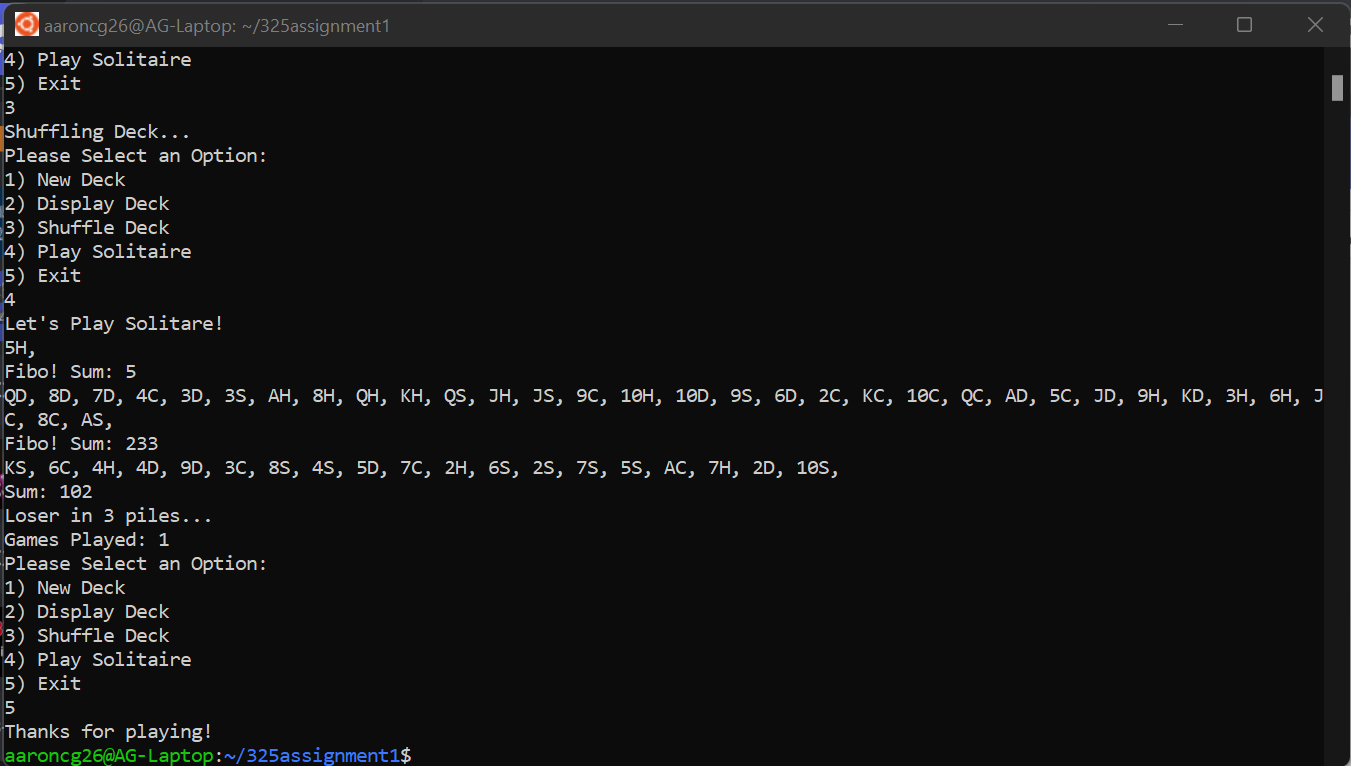 aaroncg26@AG-Laptop: ~/325assignment1
4) Play Solitaire
5) Exit
3
Shuffling Deck...
Please Select an Option:
1) New Deck
2) Display Deck
3) Shuffle Deck
4) Play Solitaire
5) Exit
4
Let's Play Solitare!
5H,
Fibo! Sum: 5
QD, 8D, 7D, 4C, 3D, 3S, AH, 8H, QH, KH, QS, JH, JS, 9C, 10H, 10D, 9S, 6D, 2C, KC, 10C, QC, AD, 5C, JD, 9H, KD, 3H, 6H, J
C, 8C, AS,
Fibo! Sum: 233
KS, 6C, 4H, 4D, 9D, 3C, 8S, 4S, 5D, 7C, 2H, 6S, 2S, 7S, 5S, AC, 7H, 2D, 10S,
Sum: 102
Loser in 3 piles...
Games Played: 1
Please Select an Option:
1) New Deck
2) Display Deck
3) Shuffle Deck
4) Play Solitaire
5) Exit
5
Thanks for playing!
aaroncg26@AG-Laptop:~/325assignment1$